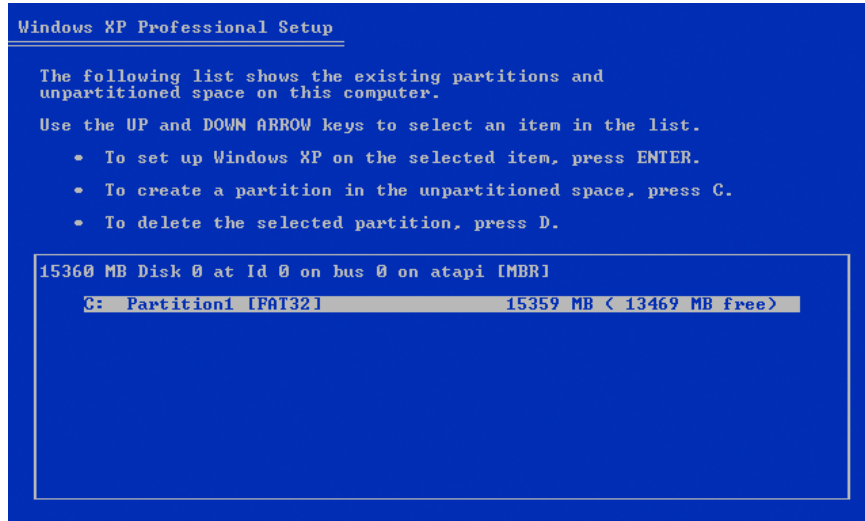 Windows XP Professional Setup
The following list shows the existing partitions and
unpartitioned space on this computer.
Use the UP and DOWN ARROW keys to select an item in the list.
• To set up Windows XP on the selected item, press ENTER.
• To create a partition in the unpartitioned space, press C.
• To delete the selected partition, press D.
15360 MB Disk 0 at Id 0 on bus 0 on atapi [MBR]
C: Partition1 [FAT32] 15359 MB ( 13469 MB free)